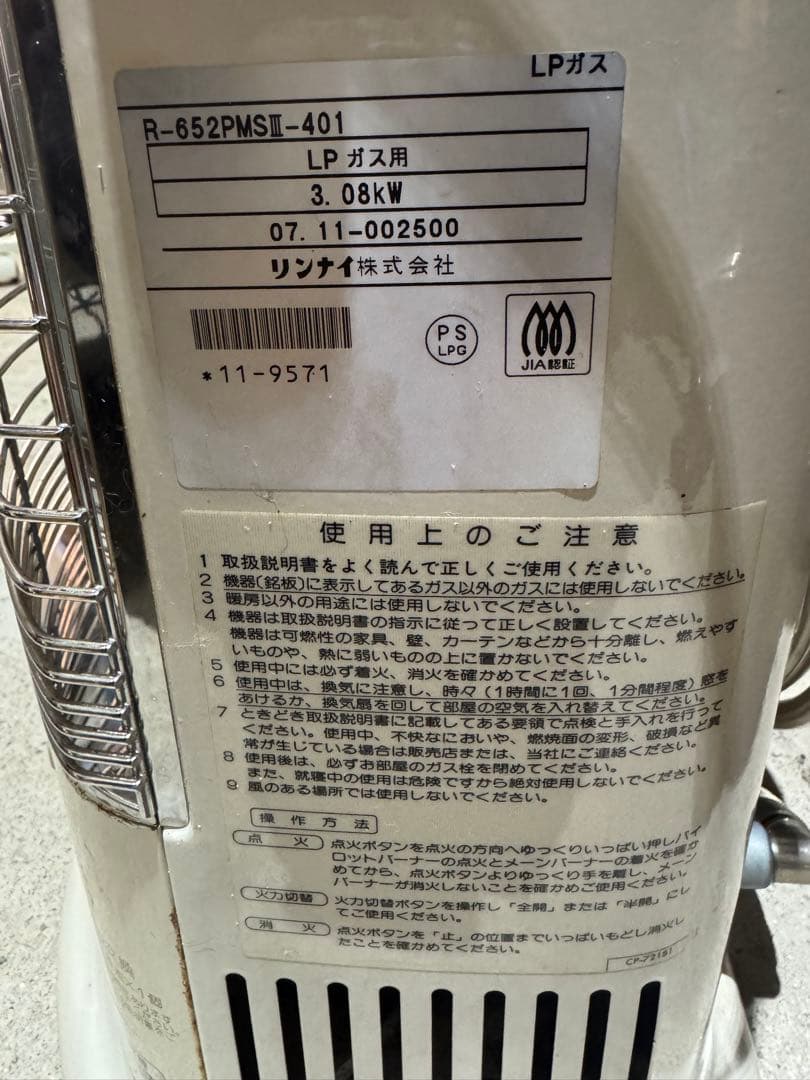 LPガス
R-652PMSⅢ-401
LP ガス用
3.08kW
07.11-002500
リンナイ株式会社
PS
LPG
JIA認証
*11-9571
使用上のご注意
1 取扱説明書をよく読んで正しくご使用ください。
2 機器(銘板)に表示してあるガス以外のガスには使用しないでください。
3 暖房以外の用途には使用しないでください。
4 機器は取扱説明書の指示に従って正しく設置してください。
機器は可燃性の家具、壁、カーテンなどから十分離し、燃えやす
いものや、熱に弱いものの上に置かないでください。
5 使用中には必ず着火、消火を確かめてください。
6 使用中は、換気に注意し、時々(1時間に1回、1分間程度)窓を
あけるか、換気扇を回して部屋の空気を入れ替えてください。
7 ときどき取扱説明書に記載してある要領で点検と手入れを行って
ください。使用中、不快なにおいや、燃焼面の変形、破損など異
常が生じている場合は販売店または、当社にご連絡ください。
8 使用後は、必ずお部屋のガス栓を閉めてください。
また、就寝中の使用は危険ですから絶対使用しないでください。
9 風のある場所では使用しないでください。
操作方法
点火 点火ボタンを点火の方向へゆっくりいっぱい押しパイ
ロットバーナーの点火とメーンバーナーの着火を確か
めてから、点火ボタンよりゆっくり手を離し、メーン
バーナーが消火しないことを確かめご使用ください。
火力切替 火力切替ボタンを操作し「全開」または「半開」にし
てご使用ください。
消火 点火ボタンを「止」の位置までいっぱいもどし消火し
たことを確かめてください。
CP-72181